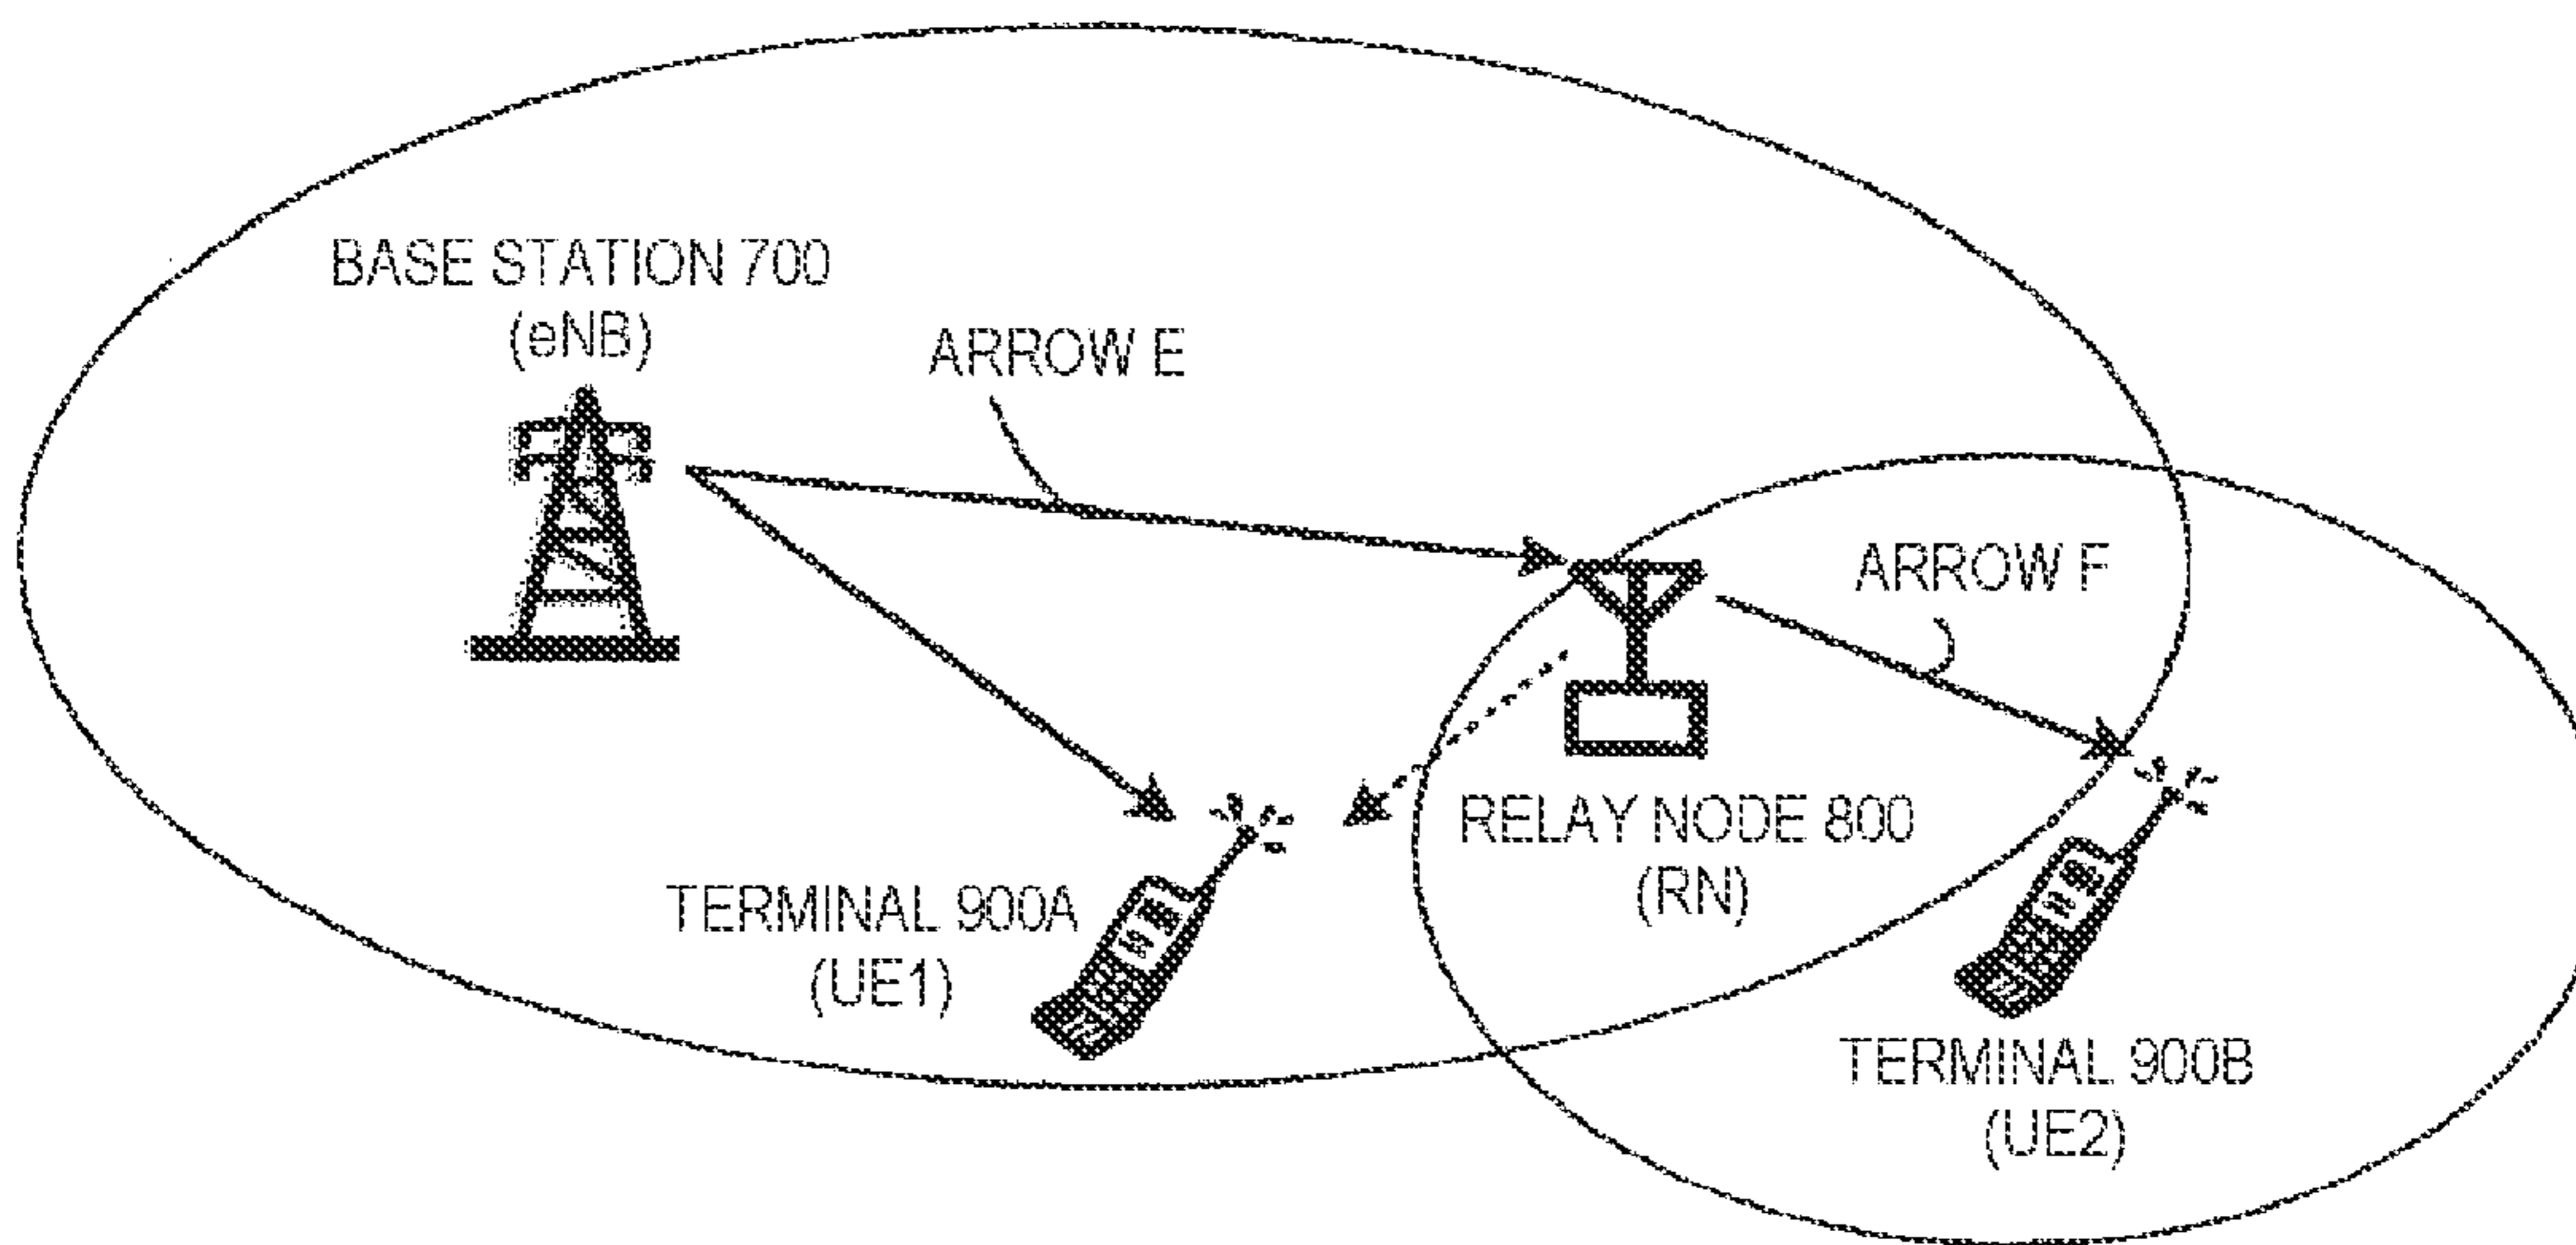 BASE STATION 700
(eNB)
ARROW E
ARROW F
RELAY NODE 800
(RN)
TERMINAL 900A
(UE1)
TERMINAL 900B
(UE2)